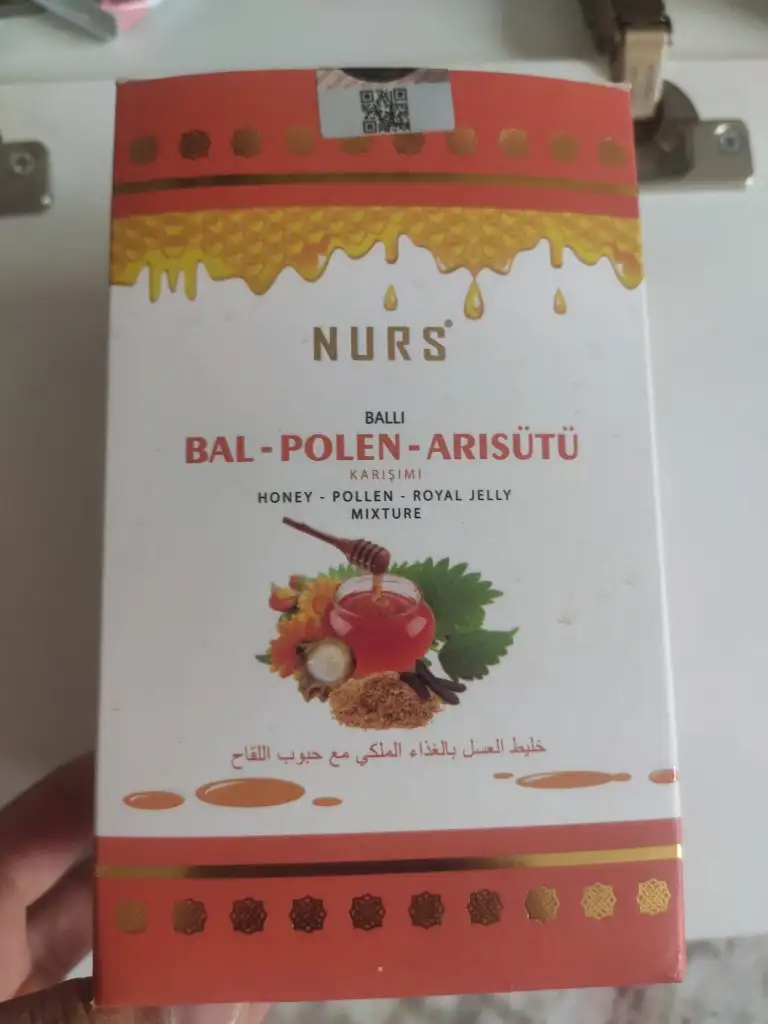 NURS
BALLI
BAL - POLEN - ARISÜTÜ
KARIŞIMI
HONEY - POLLEN - ROYAL JELLY
MIXTURE
خليط العسل بالغذاء الملكي مع حبوب اللقاح